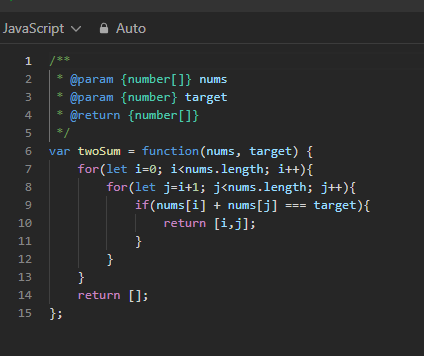 JavaScript Auto
1 /**
2  * @param {number[]} nums
3  * @param {number} target
4  * @return {number[]}
5  */
6 var twoSum = function(nums, target) {
7     for(let i=0; i<nums.length; i++){
8         for(let j=i+1; j<nums.length; j++){
9             if(nums[i] + nums[j] === target){
10                 return [i,j];
11             }
12         }
13     }
14     return [];
15 };